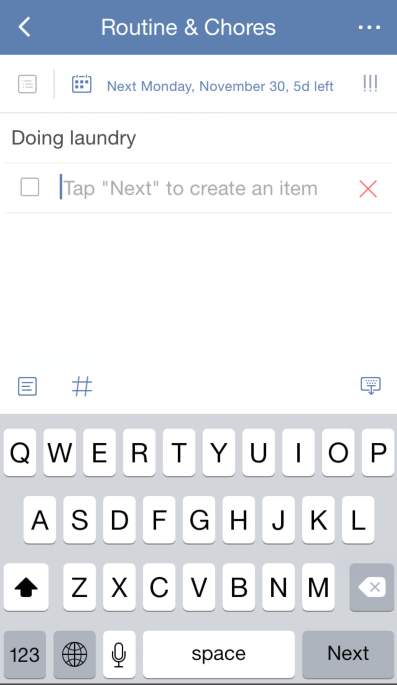 Routine & Chores
Next Monday, November 30, 5d left
!!!
Doing laundry
Tap "Next" to create an item
#
Q W E R T Y U I O P
A S D F G H J K L
Z X C V B N M
123 space Next